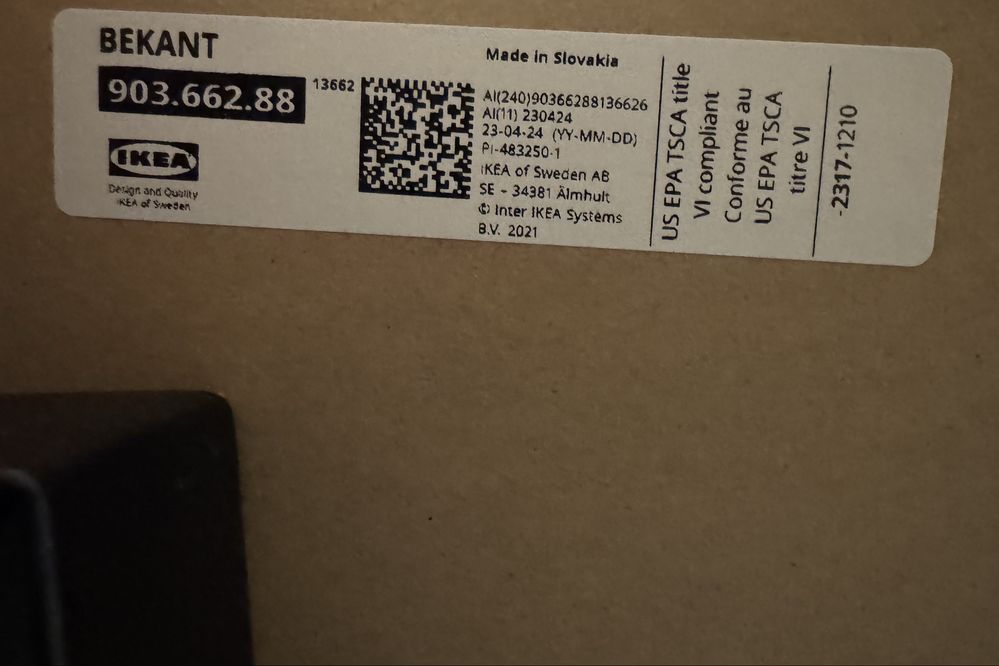 BEKANT
903.662.88
13662
IKEA
Design and Quality
IKEA of Sweden
Made in Slovakia
AI(240)90366288136626
AI(11) 230424
23-04-24 (YY-MM-DD)
PI-483250-1
IKEA of Sweden AB
SE - 34381 Älmhult
© Inter IKEA Systems
B.V. 2021
US EPA TSCA title
VI compliant
Conforme au
US EPA TSCA
titre VI
-2317-1210